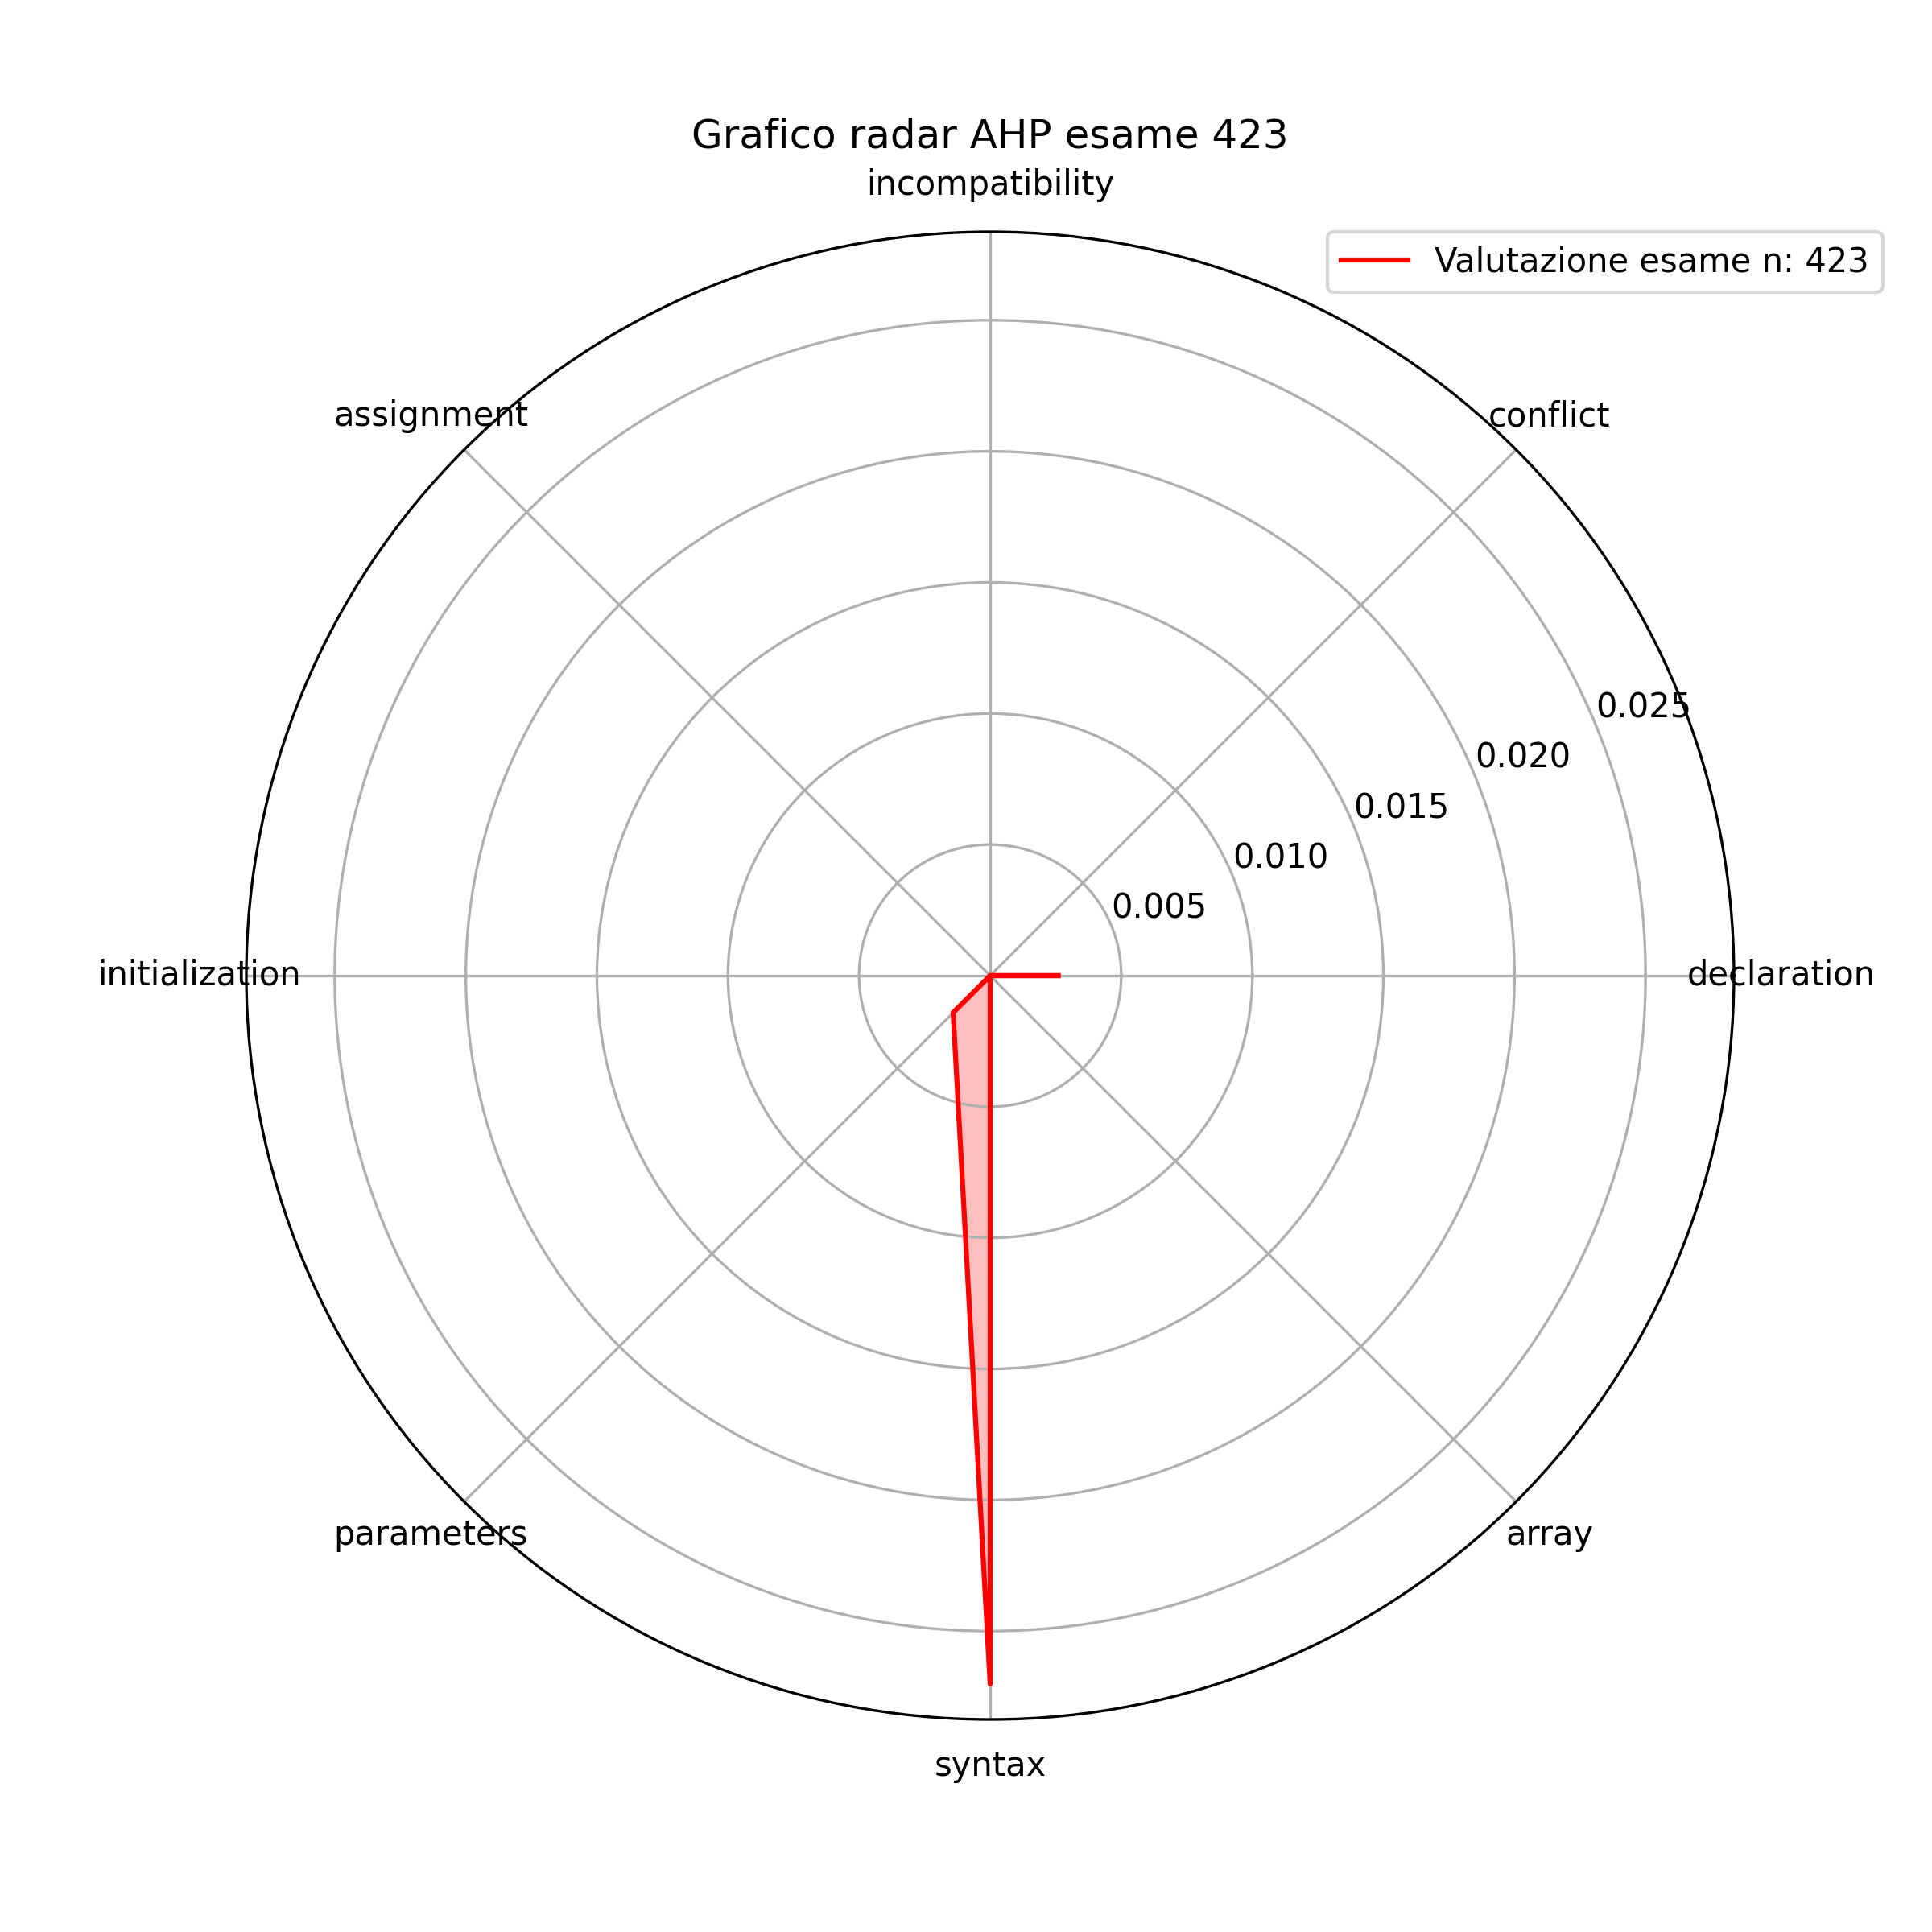 Grafico radar AHP esame 423
incompatibility
Valutazione esame n: 423
assignment
conflict
0.025
0.020
0.015
0.010
0.005
initialization
declaration
parameters
array
syntax